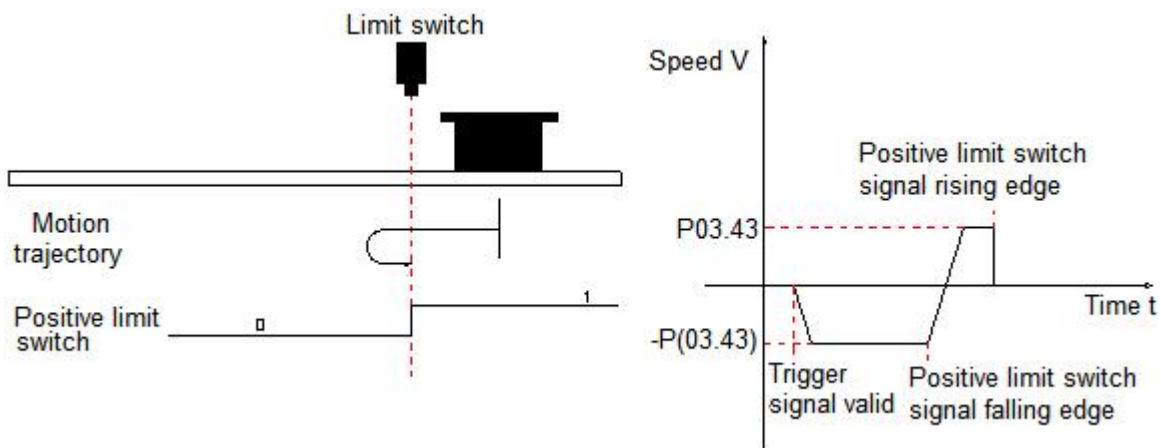 Limit switch
Motion
trajectory
Positive limit
switch
0
1
Speed V
Positive limit switch
signal rising edge
P03.43
Time t
-P(03.43)
Trigger
signal valid
Positive limit switch
signal falling edge